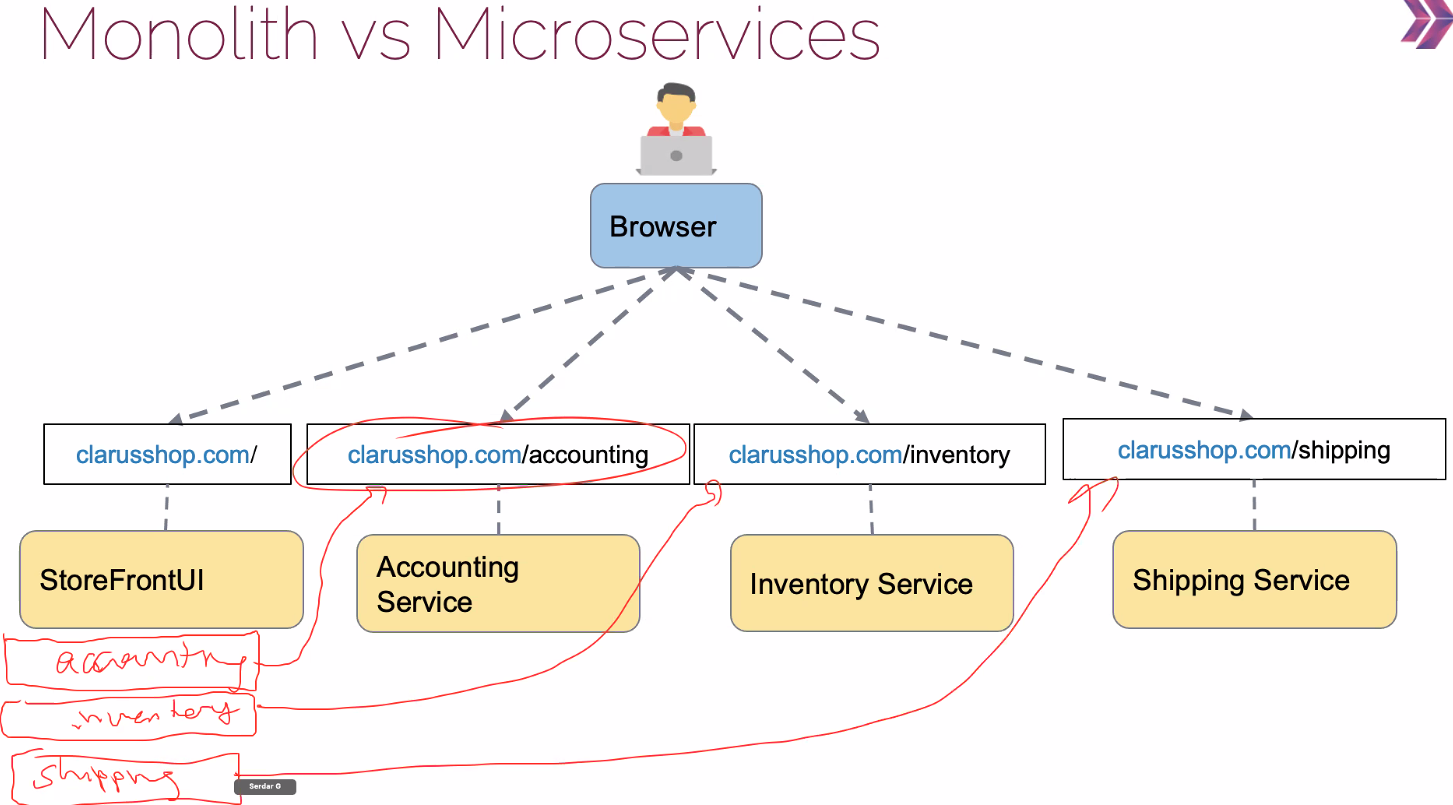 Monolith vs Microservices
Browser
clarusshop.com/
clarusshop.com/accounting
clarusshop.com/inventory
clarusshop.com/shipping
StoreFrontUI
Accounting
Service
Inventory Service
Shipping Service
accounting
inventory
shipping
Serdar G